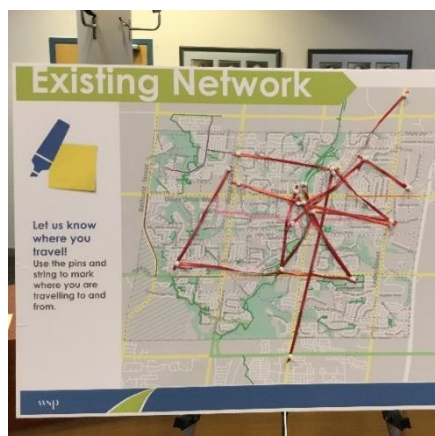 Existing Network
Let us know
where you
travel!
Use the pins and
string to mark
where you are
travelling to and
from.
wsp